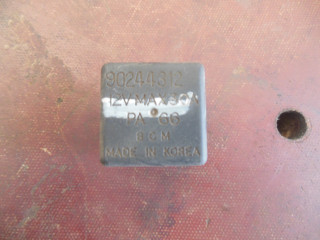 90244312
12V MAX
PA 66
D.C.M
MADE IN KOREA